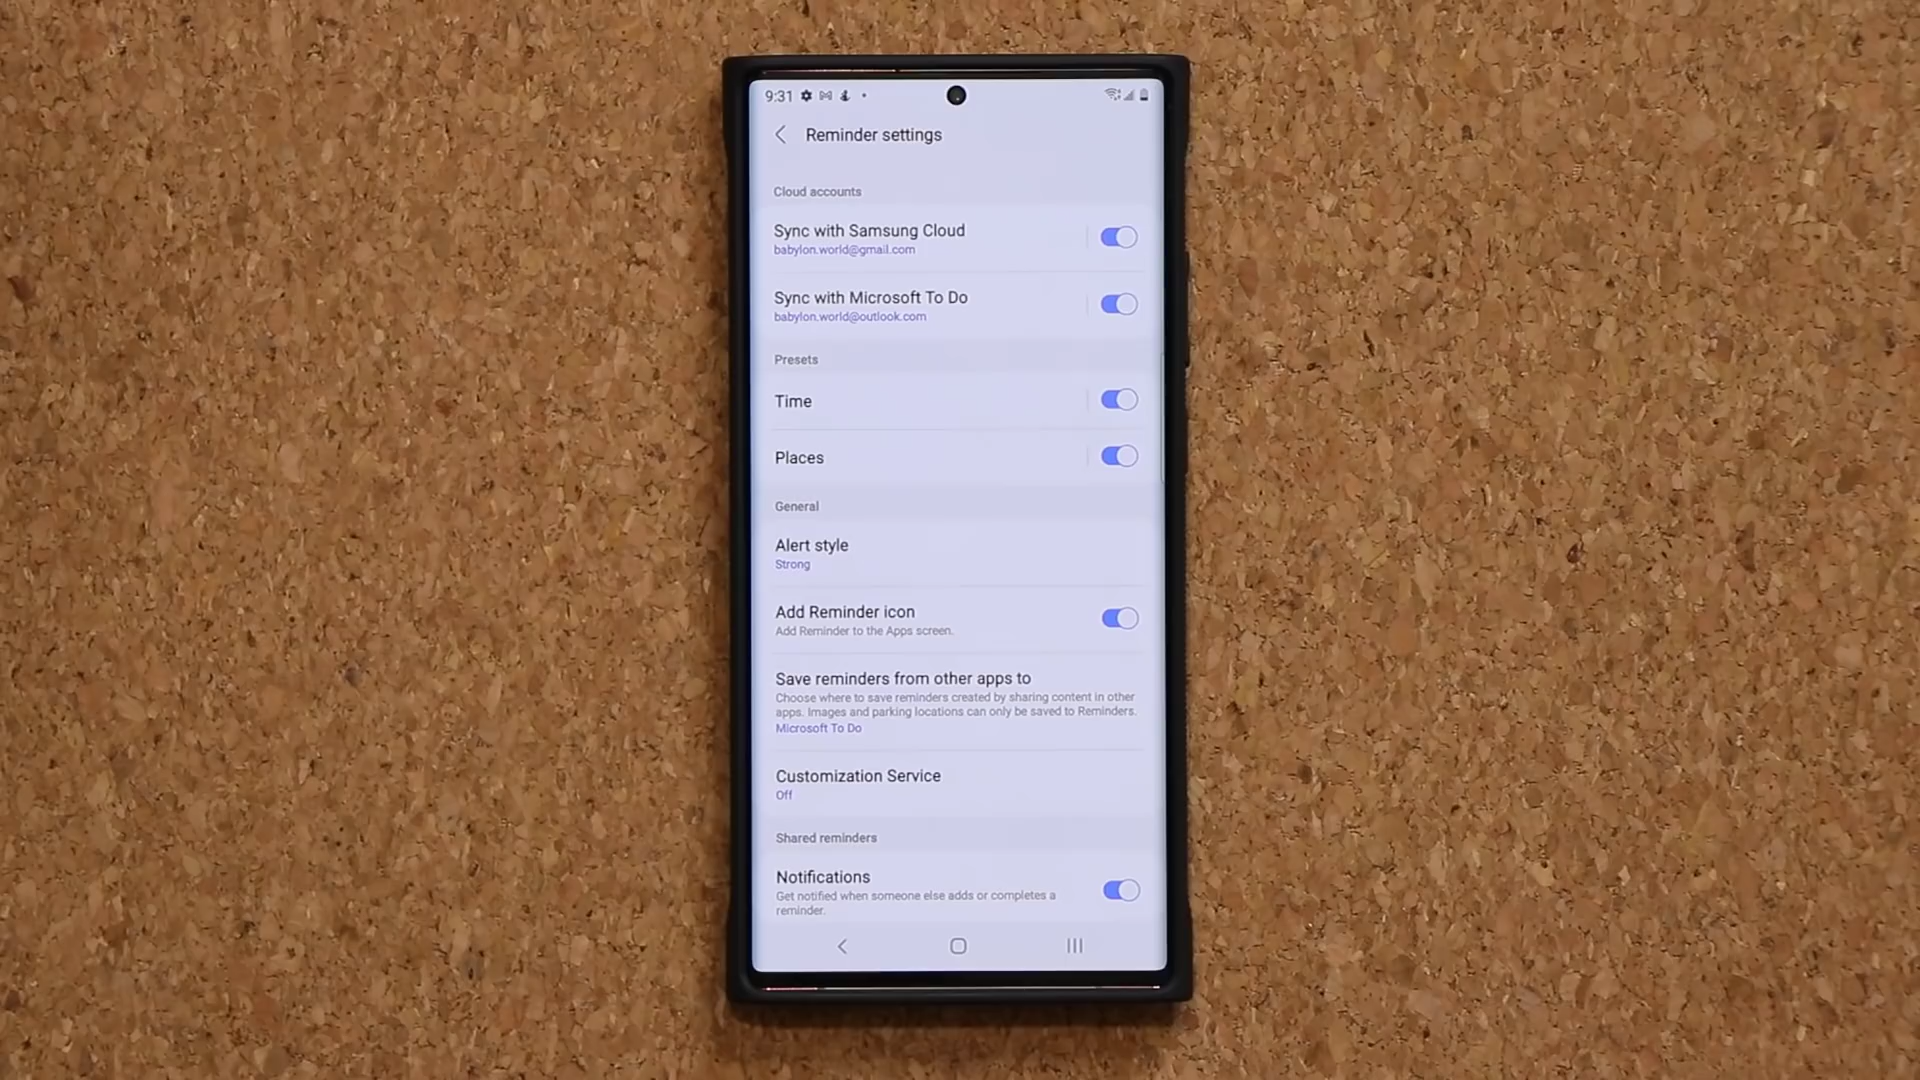 9:31
Reminder settings
Cloud accounts
Sync with Samsung Cloud
babylon.world@gmail.com
Sync with Microsoft To Do
babylon.world@outlook.com
Presets
Time
Places
General
Alert style
Strong
Add Reminder icon
Add Reminder to the Apps screen.
Save reminders from other apps to
Choose where to save reminders created by sharing content in other
apps. Images and parking locations can only be saved to Reminders.
Microsoft To Do
Customization Service
Off
Shared reminders
Notifications
Get notified when someone else adds or completes a
reminder.